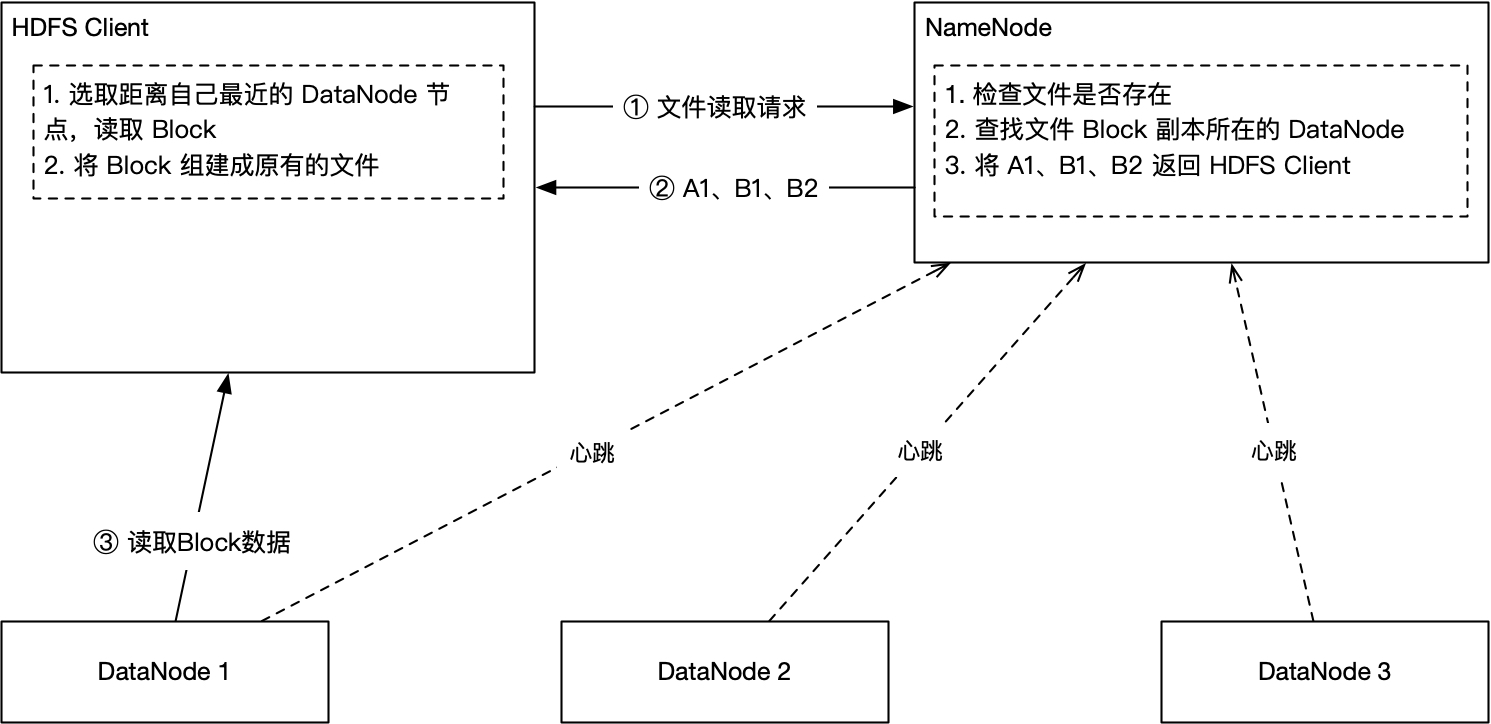 HDFS Client
1. 选取距离自己最近的 DataNode 节
点，读取 Block
2. 将 Block 组建成原有的文件
① 文件读取请求
② A1、B1、B2
NameNode
1. 检查文件是否存在
2. 查找文件 Block 副本所在的 DataNode
3. 将 A1、B1、B2 返回 HDFS Client
心跳
心跳
心跳
③ 读取Block数据
DataNode 1
DataNode 2
DataNode 3